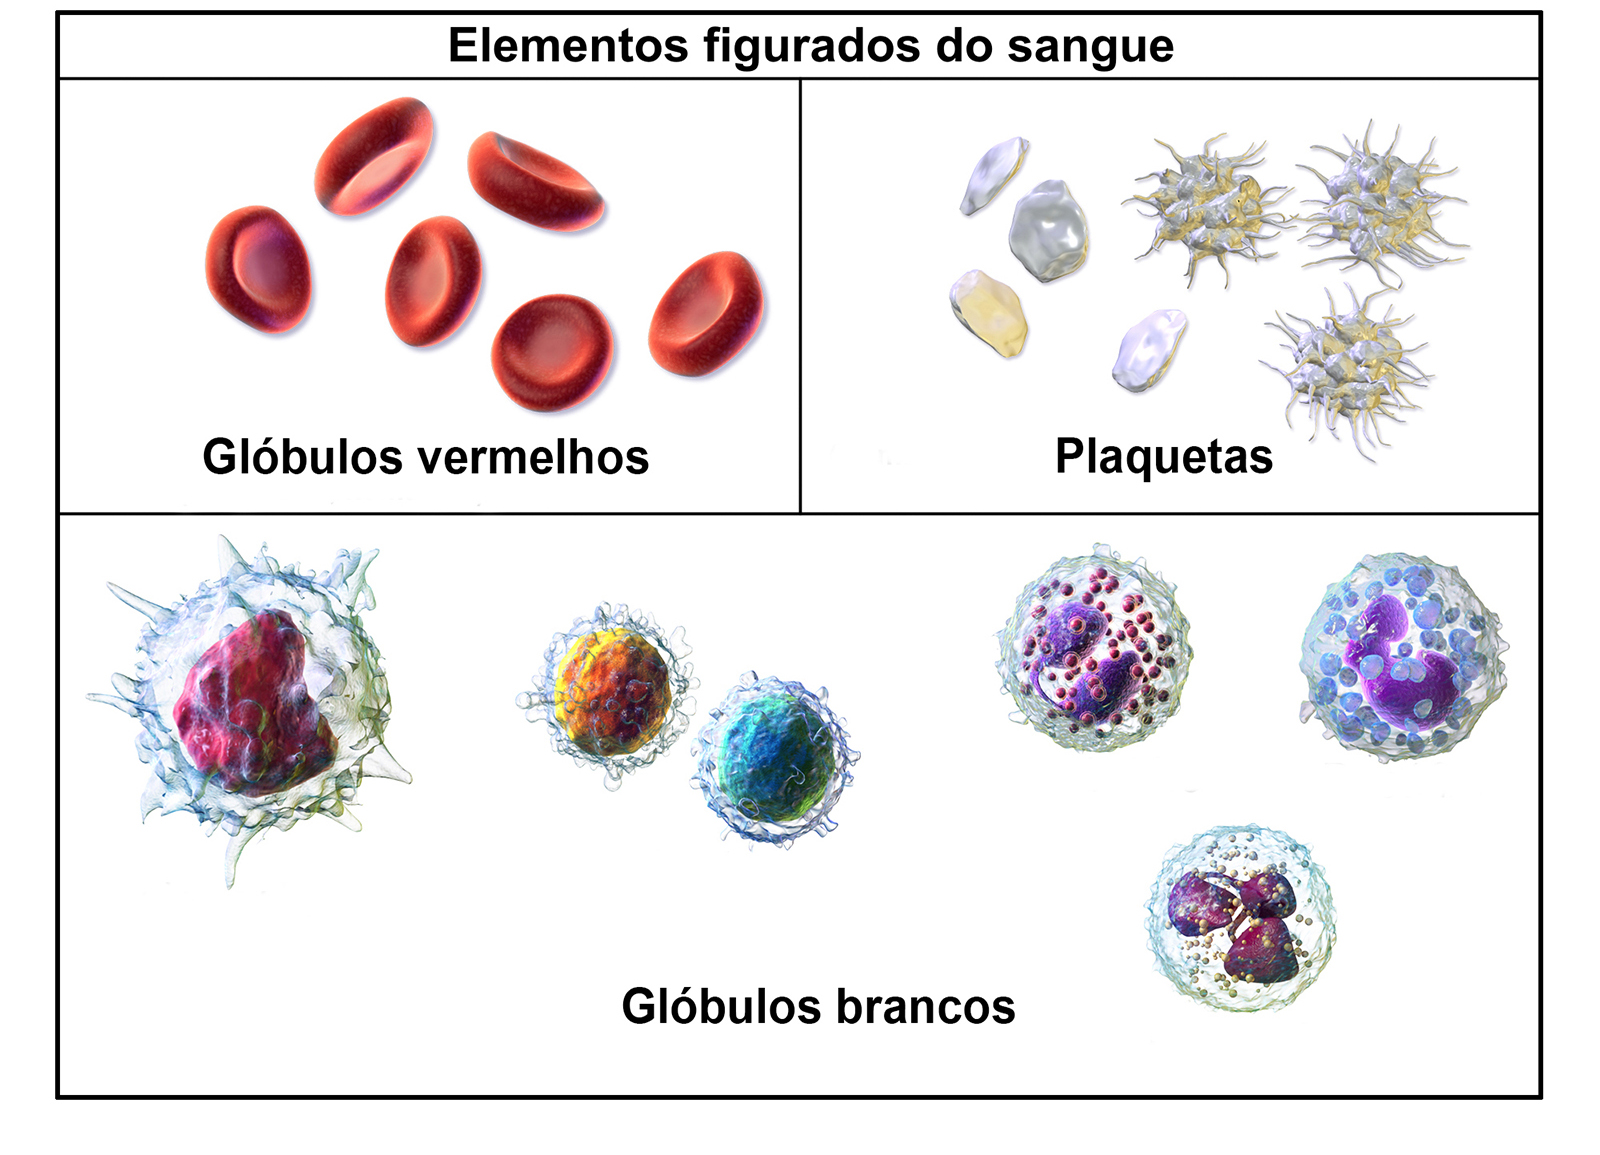 Elementos figurados do sangue
Glóbulos vermelhos
Plaquetas
Glóbulos brancos